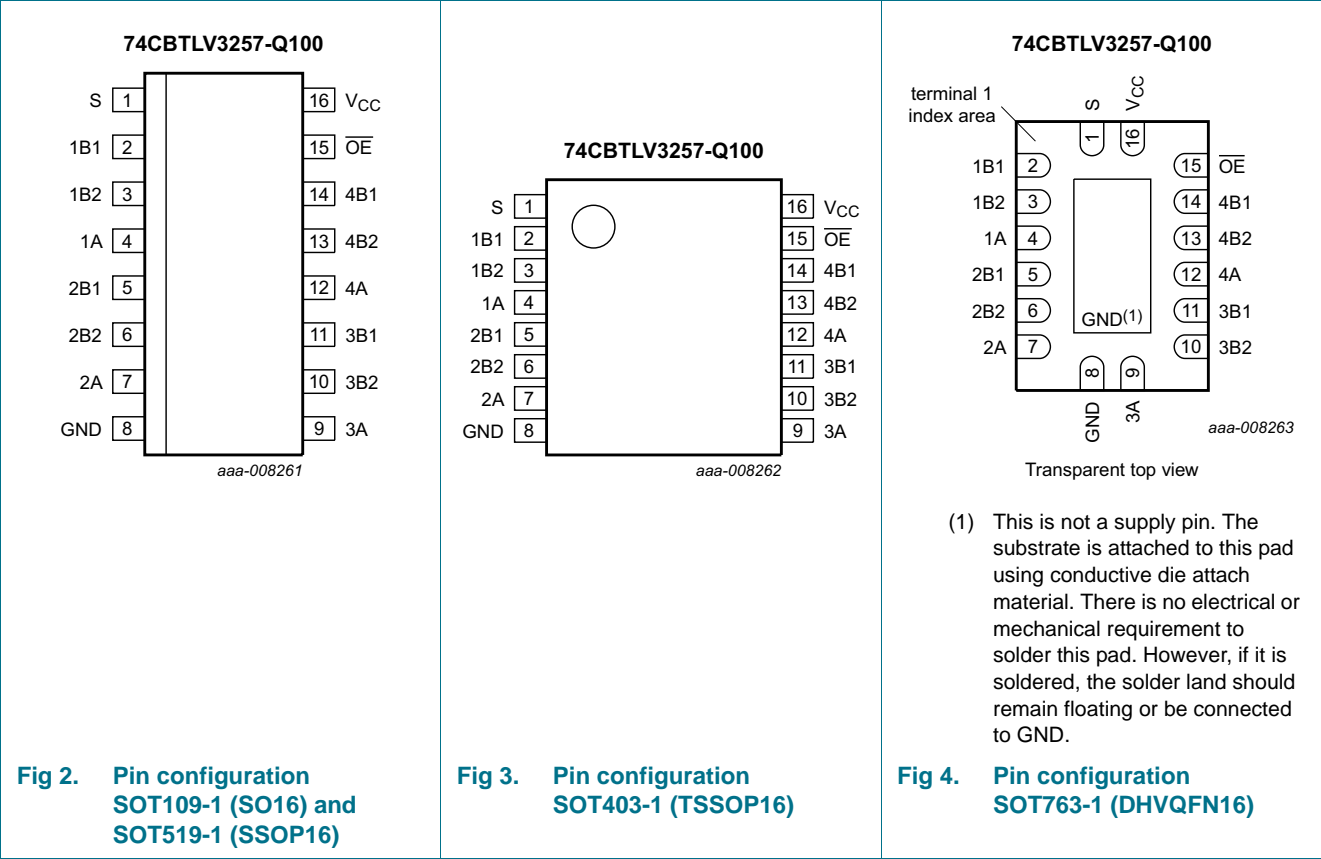 74CBTLV3257-Q100
S 1 16 VCC
1B1 2 15 OE
1B2 3 14 4B1
1A 4 13 4B2
2B1 5 12 4A
2B2 6 11 3B1
2A 7 10 3B2
GND 8 9 3A
aaa-008261
Fig 2. Pin configuration
SOT109-1 (SO16) and
SOT519-1 (SSOP16)
74CBTLV3257-Q100
S 1 16 VCC
1B1 2 15 OE
1B2 3 14 4B1
1A 4 13 4B2
2B1 5 12 4A
2B2 6 11 3B1
2A 7 10 3B2
GND 8 9 3A
aaa-008262
Fig 3. Pin configuration
SOT403-1 (TSSOP16)
74CBTLV3257-Q100
terminal 1
index area
S VCC
1 16
1B1 2 15 OE
1B2 3 14 4B1
1A 4 13 4B2
2B1 5 12 4A
2B2 6 11 3B1
GND(1)
2A 7 10 3B2
8 9
GND 3A
aaa-008263
Transparent top view
(1) This is not a supply pin. The
substrate is attached to this pad
using conductive die attach
material. There is no electrical or
mechanical requirement to
solder this pad. However, if it is
soldered, the solder land should
remain floating or be connected
to GND.
Fig 4. Pin configuration
SOT763-1 (DHVQFN16)